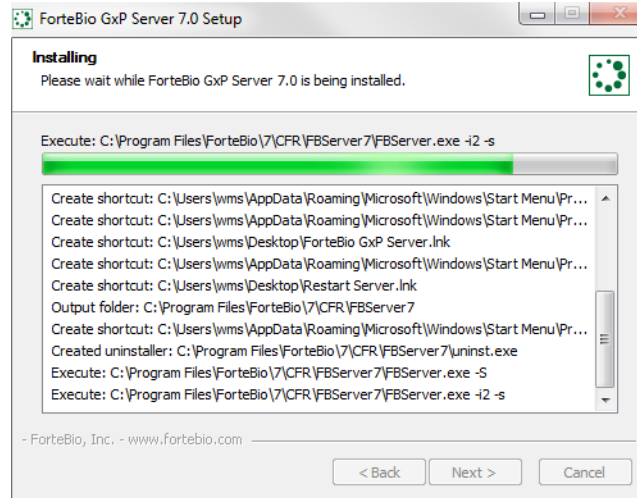 ForteBio GxP Server 7.0 Setup
Installing
Please wait while ForteBio GxP Server 7.0 is being installed.
Execute: C:\Program Files\ForteBio\7\CFR\FBServer7\FBServer.exe -i2 -s
Create shortcut: C:\Users\wms\AppData\Roaming\Microsoft\Windows\Start Menu\Pr...
Create shortcut: C:\Users\wms\AppData\Roaming\Microsoft\Windows\Start Menu\Pr...
Create shortcut: C:\Users\wms\Desktop\ForteBio GxP Server.lnk
Create shortcut: C:\Users\wms\AppData\Roaming\Microsoft\Windows\Start Menu\Pr...
Create shortcut: C:\Users\wms\Desktop\Restart Server.lnk
Output folder: C:\Program Files\ForteBio\7\CFR\FBServer7
Create shortcut: C:\Users\wms\AppData\Roaming\Microsoft\Windows\Start Menu\Pr...
Created uninstaller: C:\Program Files\ForteBio\7\CFR\FBServer7\uninst.exe
Execute: C:\Program Files\ForteBio\7\CFR\FBServer7\FBServer.exe -S
Execute: C:\Program Files\ForteBio\7\CFR\FBServer7\FBServer.exe -i2 -s
- ForteBio, Inc. - www.fortebio.com
< Back Next > Cancel